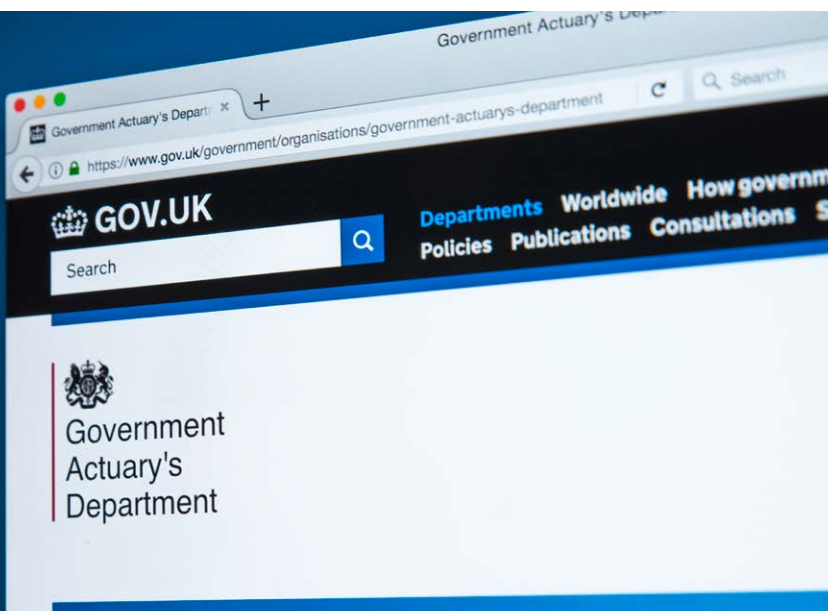 Government Actuary's
Government Actuary's Depart
https://www.gov.uk/government/organisations/government-actuarys-department
Search
GOV.UK
Departments Worldwide How
Search
Policies Publications Consultations
Government
Actuary's
Department